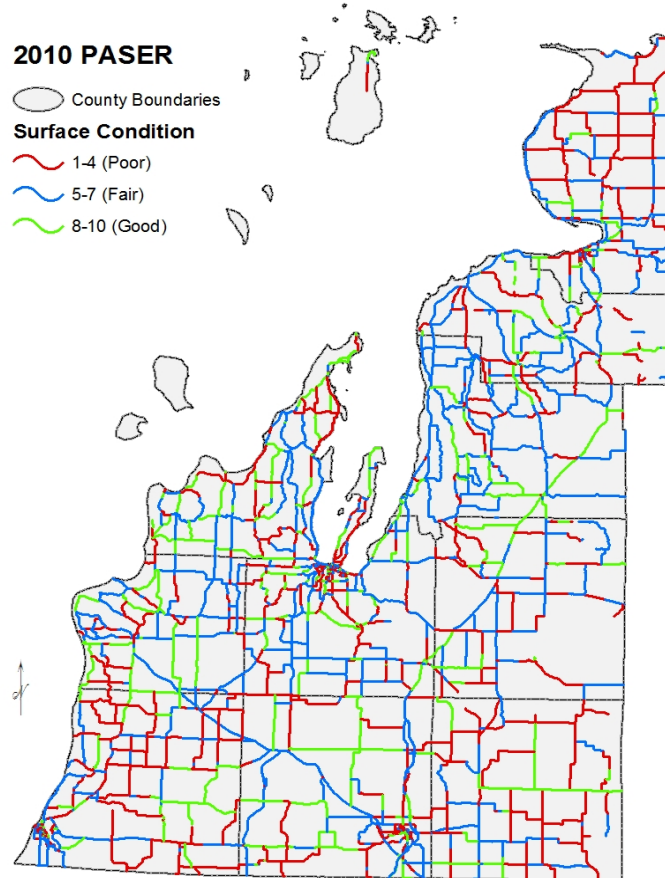 2010 PASER
County Boundaries
Surface Condition
1-4 (Poor)
5-7 (Fair)
8-10 (Good)